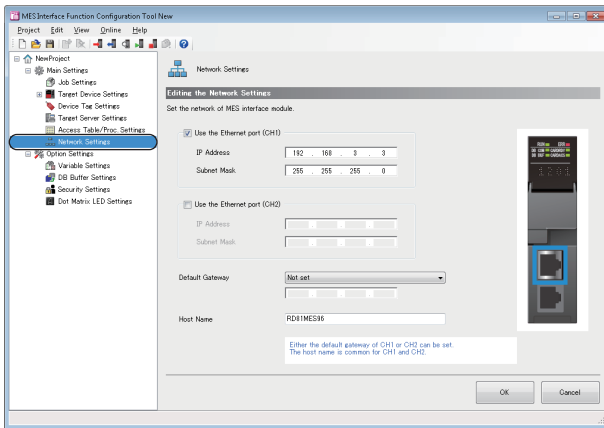 MES Interface Function Configuration Tool New
Project Edit View Online Help
NewProject
Main Settings
Job Settings
Target Device Settings
Device Tag Settings
Target Server Settings
Access Table/Proc. Settings
Network Settings
Option Settings
Variable Settings
DB Buffer Settings
Security Settings
Dot Matrix LED Settings
Network Settings
Editing the Network Settings
Set the network of MES interface module.
Use the Ethernet port (CH1)
IP Address 192 . 168 . 3 . 3
Subnet Mask 255 . 255 . 255 . 0
Use the Ethernet port (CH2)
IP Address . . .
Subnet Mask . . .
Default Gateway Not set
. . .
Host Name RD81MES96
Either the default gateway of CH1 or CH2 can be set.
The host name is common for CH1 and CH2.
OK Cancel
RUN ERR